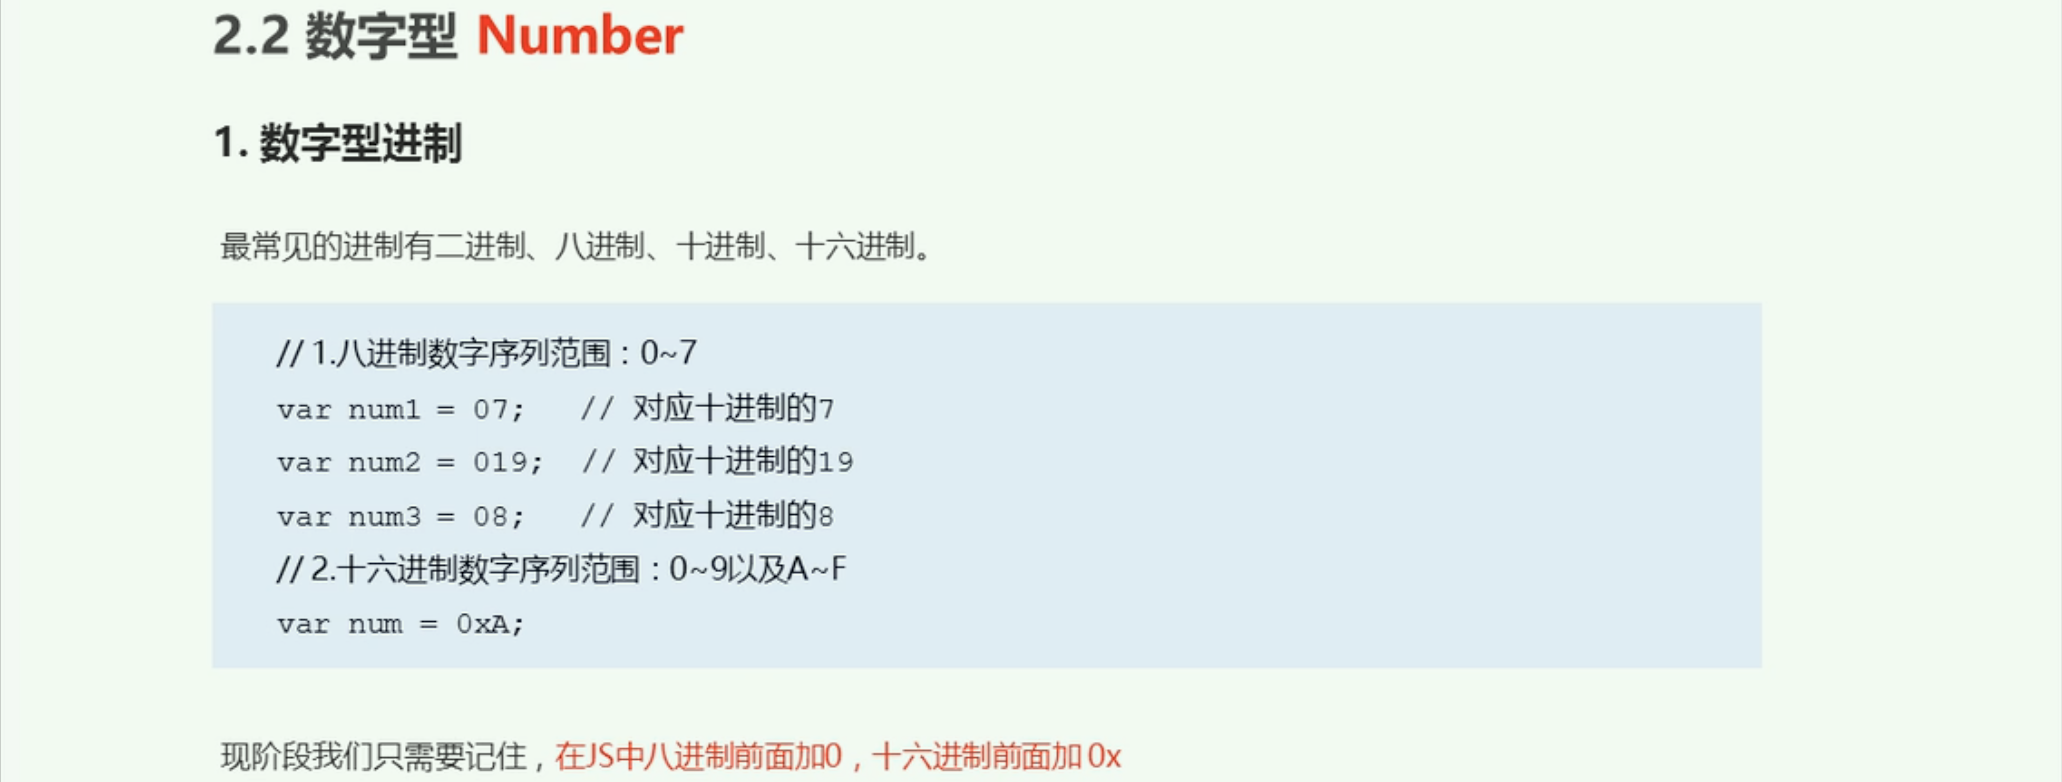 2.2 数字型 Number
1. 数字型进制
最常见的进制有二进制、八进制、十进制、十六进制。
// 1.八进制数字序列范围：0~7
var num1 = 07;   // 对应十进制的7
var num2 = 019;  // 对应十进制的19
var num3 = 08;   // 对应十进制的8
// 2.十六进制数字序列范围：0~9以及A~F
var num = 0xA;
现阶段我们只需要记住，在JS中八进制前面加0，十六进制前面加 0x